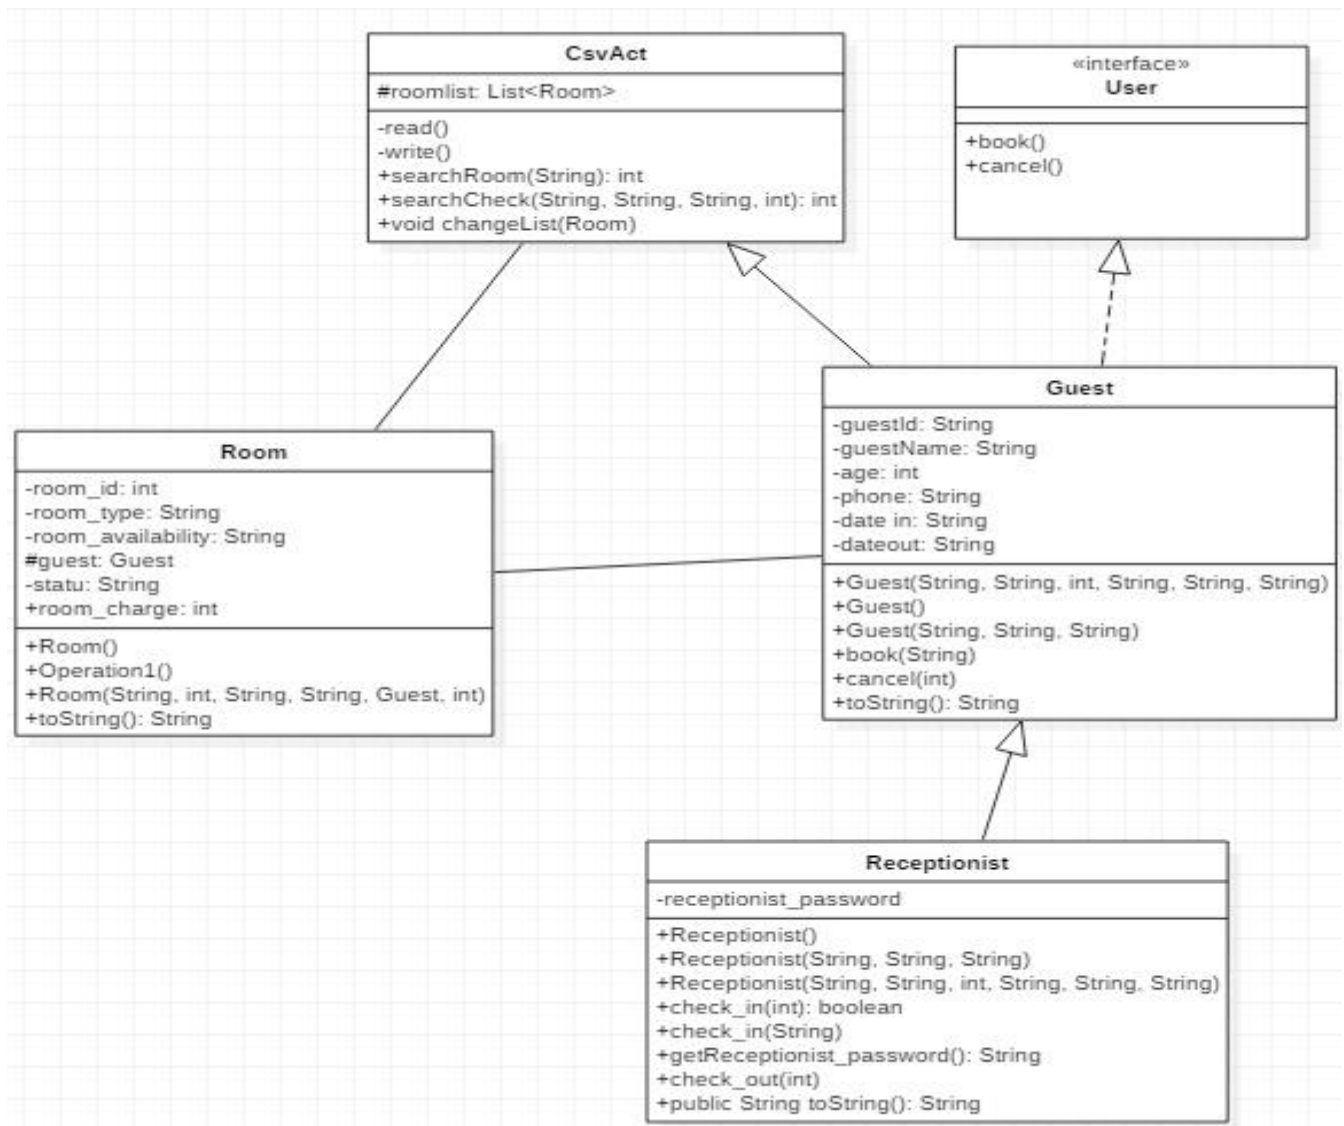 CsvAct
#roomlist: List<Room>
-read()
-write()
+searchRoom(String): int
+searchCheck(String, String, String, int): int
+void changeList(Room)
«interface»
User
+book()
+cancel()
Room
-room_id: int
-room_type: String
-room_availability: String
#guest: Guest
-statu: String
+room_charge: int
+Room()
+Operation1()
+Room(String, int, String, String, Guest, int)
+toString(): String
Guest
-guestId: String
-guestName: String
-age: int
-phone: String
-date in: String
-dateout: String
+Guest(String, String, int, String, String, String)
+Guest()
+Guest(String, String, String)
+book(String)
+cancel(int)
+toString(): String
Receptionist
-receptionist_password
+Receptionist()
+Receptionist(String, String, String)
+Receptionist(String, String, int, String, String, String)
+check_in(int): boolean
+check_in(String)
+getReceptionist_password(): String
+check_out(int)
+public String toString(): String